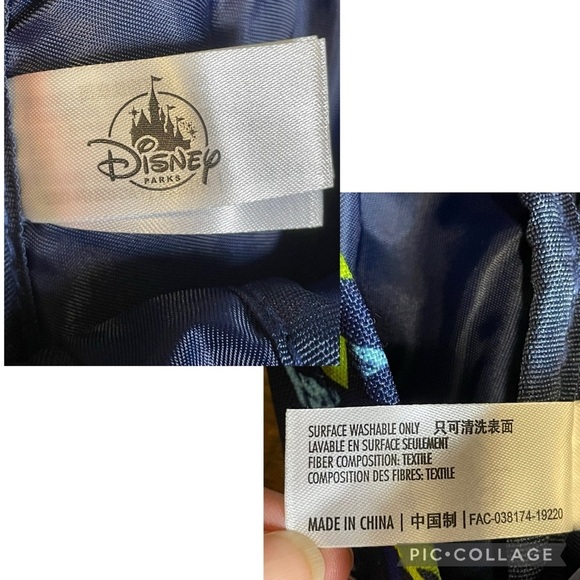 Disney
PARKS
SURFACE WASHABLE ONLY 只可清洗表面
LAVABLE EN SURFACE SEULEMENT
FIBER COMPOSITION: TEXTILE
COMPOSITION DES FIBRES: TEXTILE
MADE IN CHINA | 中国制 | FAC-038174-19220
PIC•COLLAGE